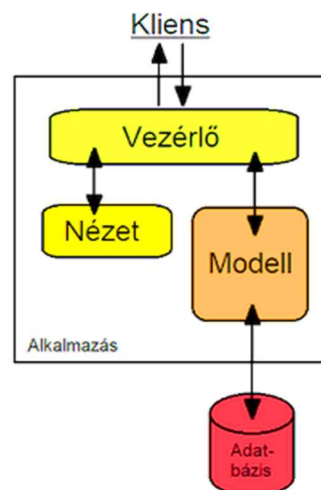 Kliens
Vezérlő
Nézet
Modell
Alkalmazás
Adat-
bázis